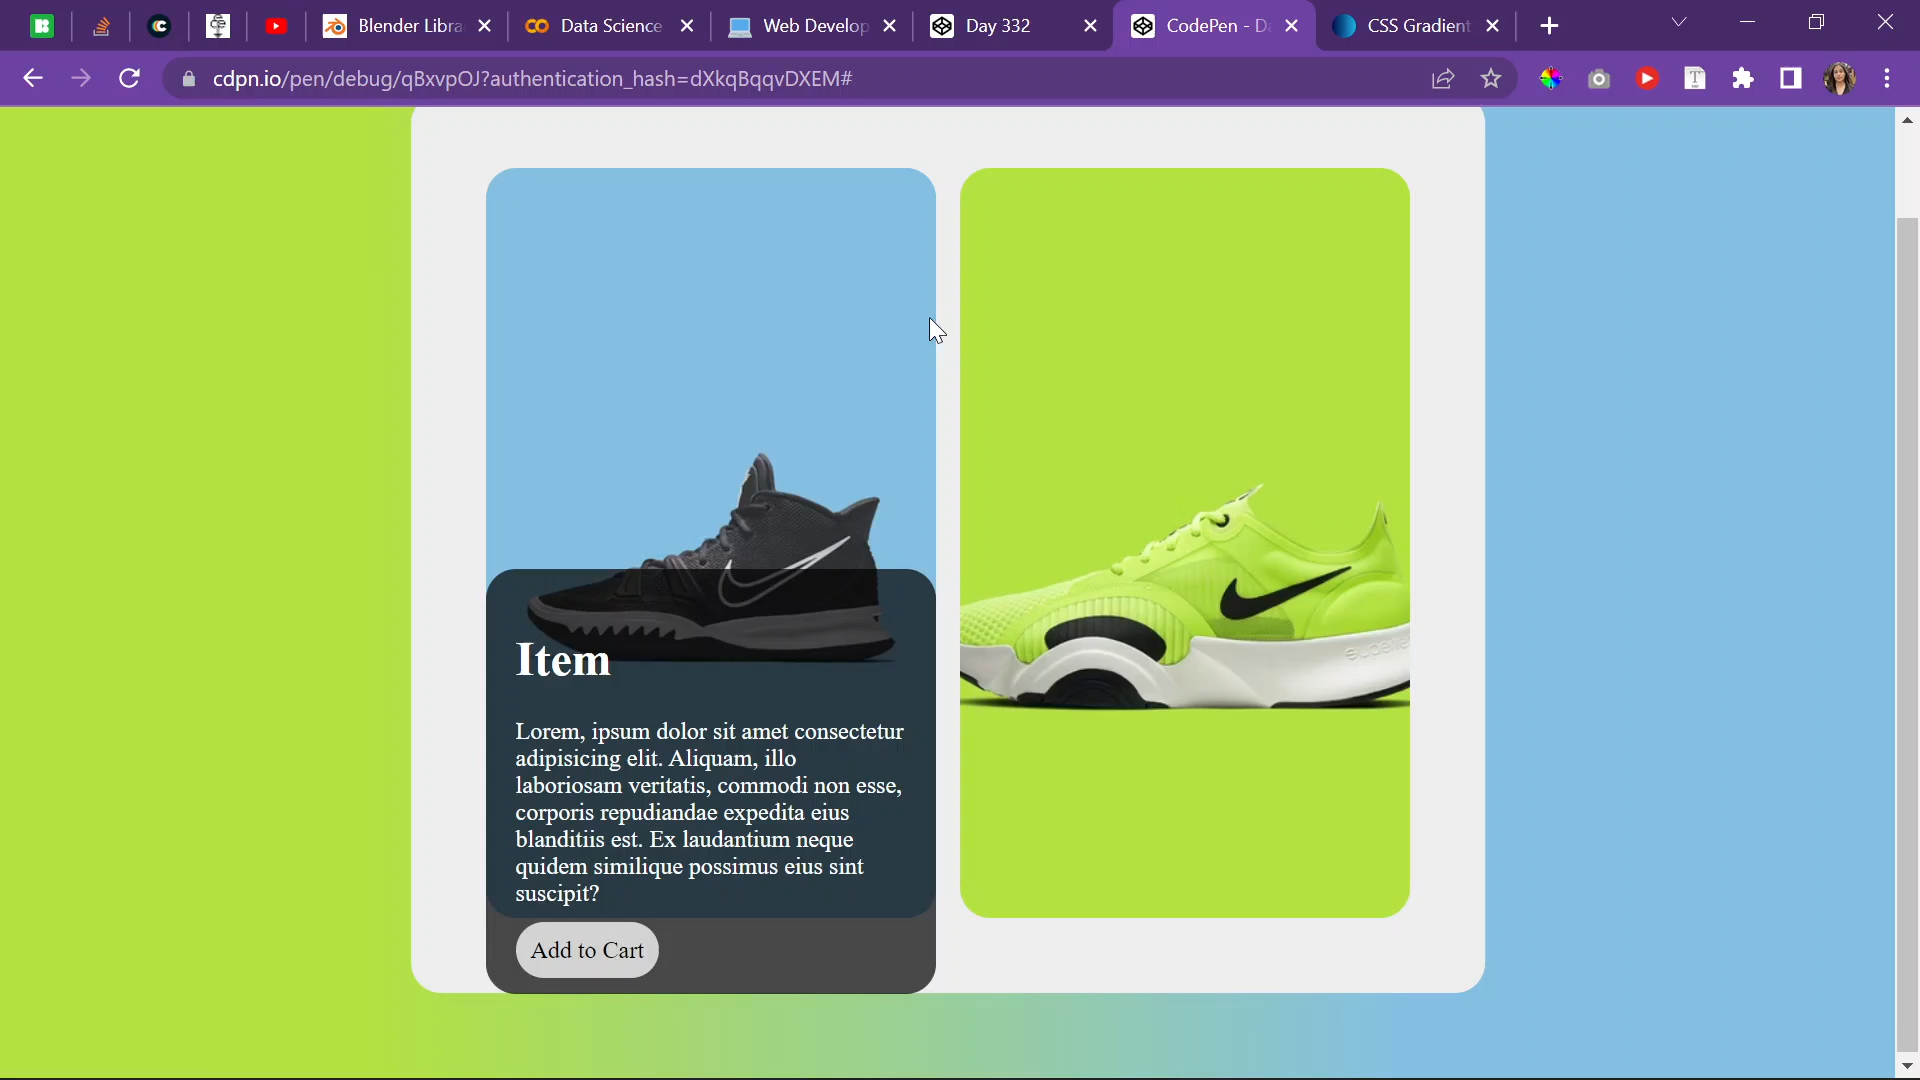 Blender Libra
Data Science
Web Develop
Day 332
CodePen - Da
CSS Gradient
cdpn.io/pen/debug/qBxvpOJ?authentication_hash=dXkqBqqvDXEM#
Item
Lorem, ipsum dolor sit amet consectetur
adipisicing elit. Aliquam, illo
laboriosam veritatis, commodi non esse,
corporis repudiandae expedita eius
blanditiis est. Ex laudantium neque
quidem similique possimus eius sint
suscipit?
Add to Cart